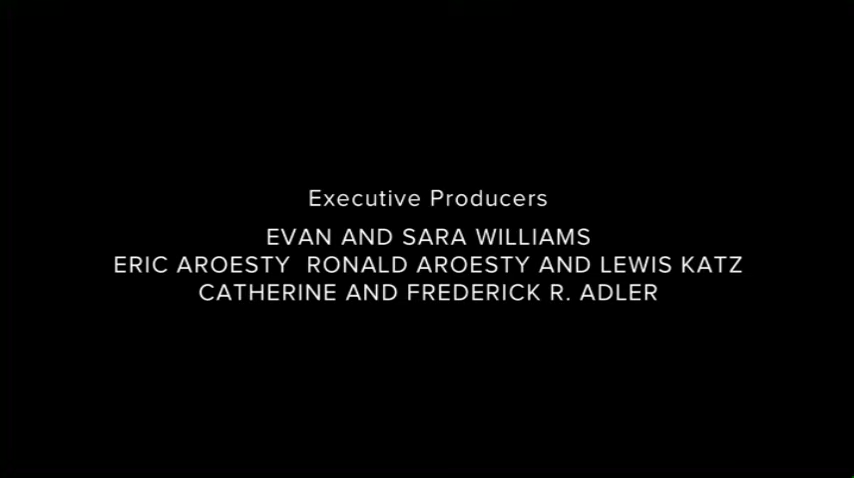 Executive Producers
EVAN AND SARA WILLIAMS
ERIC AROESTY  RONALD AROESTY AND LEWIS KATZ
CATHERINE AND FREDERICK R. ADLER